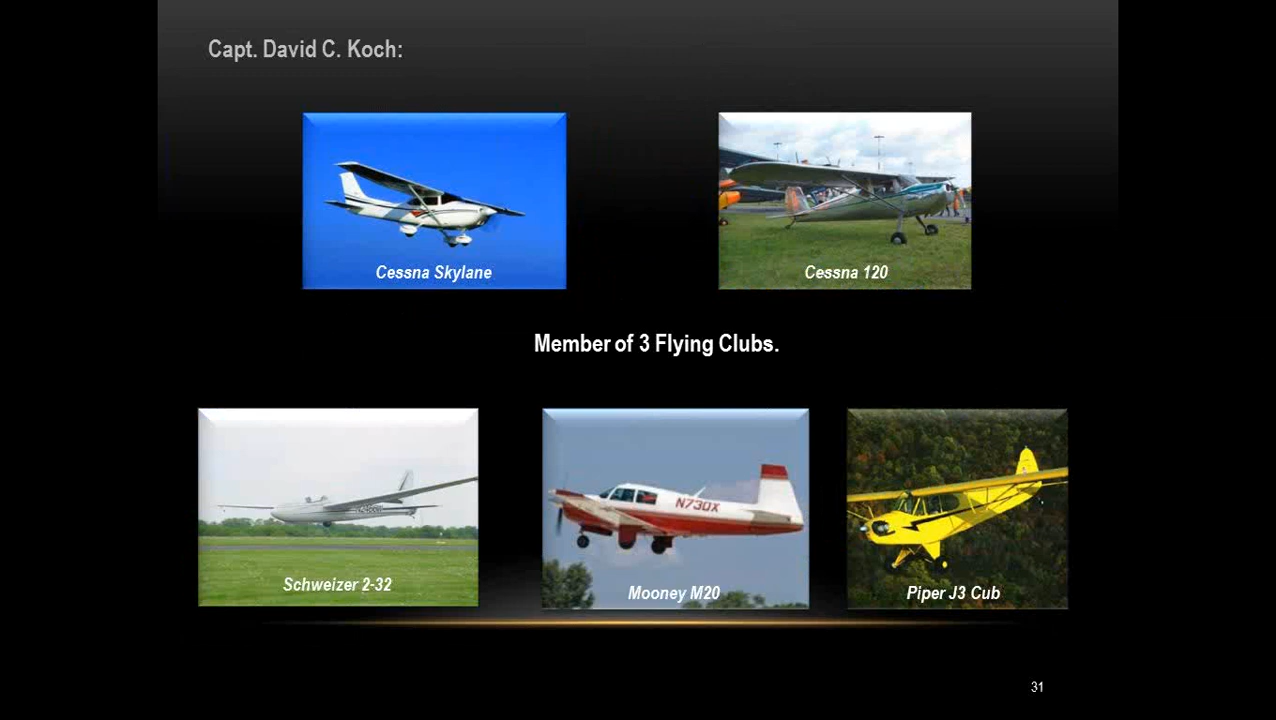 Capt. David C. Koch:
Cessna Skylane
Cessna 120
Member of 3 Flying Clubs.
Schweizer 2-32
N730X
Mooney M20
Piper J3 Cub
31